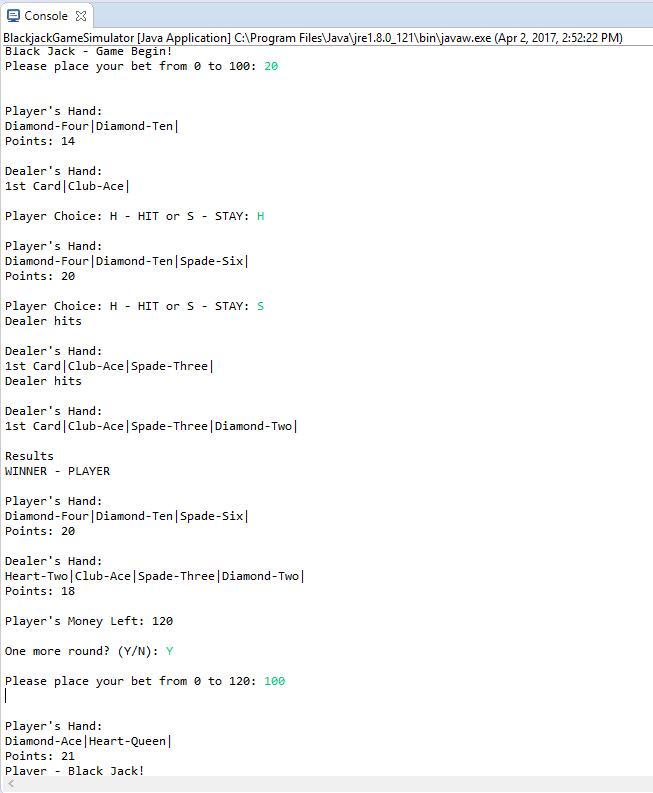 Console
BlackjackGameSimulator [Java Application] C:\Program Files\Java\jre1.8.0_121\bin\javaw.exe (Apr 2, 2017, 2:52:22 PM)
Black Jack - Game Begin!
Please place your bet from 0 to 100: 20
Player's Hand:
Diamond-Four|Diamond-Ten|
Points: 14
Dealer's Hand:
1st Card|Club-Ace|
Player Choice: H - HIT or S - STAY: H
Player's Hand:
Diamond-Four|Diamond-Ten|Spade-Six|
Points: 20
Player Choice: H - HIT or S - STAY: S
Dealer hits
Dealer's Hand:
1st Card|Club-Ace|Spade-Three|
Dealer hits
Dealer's Hand:
1st Card|Club-Ace|Spade-Three|Diamond-Two|
Results
WINNER - PLAYER
Player's Hand:
Diamond-Four|Diamond-Ten|Spade-Six|
Points: 20
Dealer's Hand:
Heart-Two|Club-Ace|Spade-Three|Diamond-Two|
Points: 18
Player's Money Left: 120
One more round? (Y/N): Y
Please place your bet from 0 to 120: 100
Player's Hand:
Diamond-Ace|Heart-Queen|
Points: 21
Player - Black Jack!